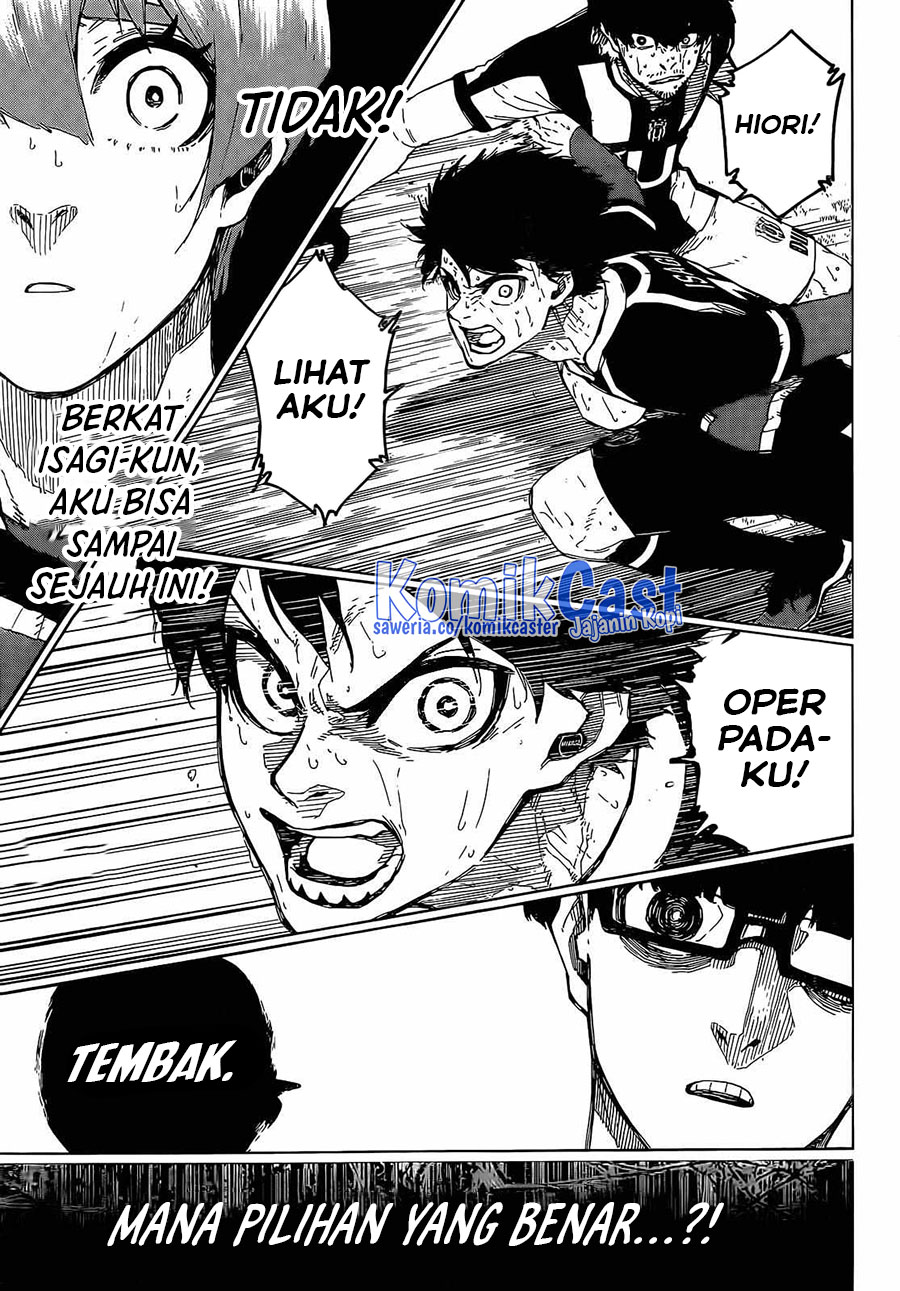 HIORI!
TIDAK!
LIHAT
AKU!
BERKAT
ISAGI-KUN,
AKU BISA
SAMPAI
SEJAUH INI!
KomikCast
saweria.co/komikcaster Jajanin Kopi
OPER
PADA-
KU!
TEMBAK.
MANA PILIHAN YANG BENAR...?!